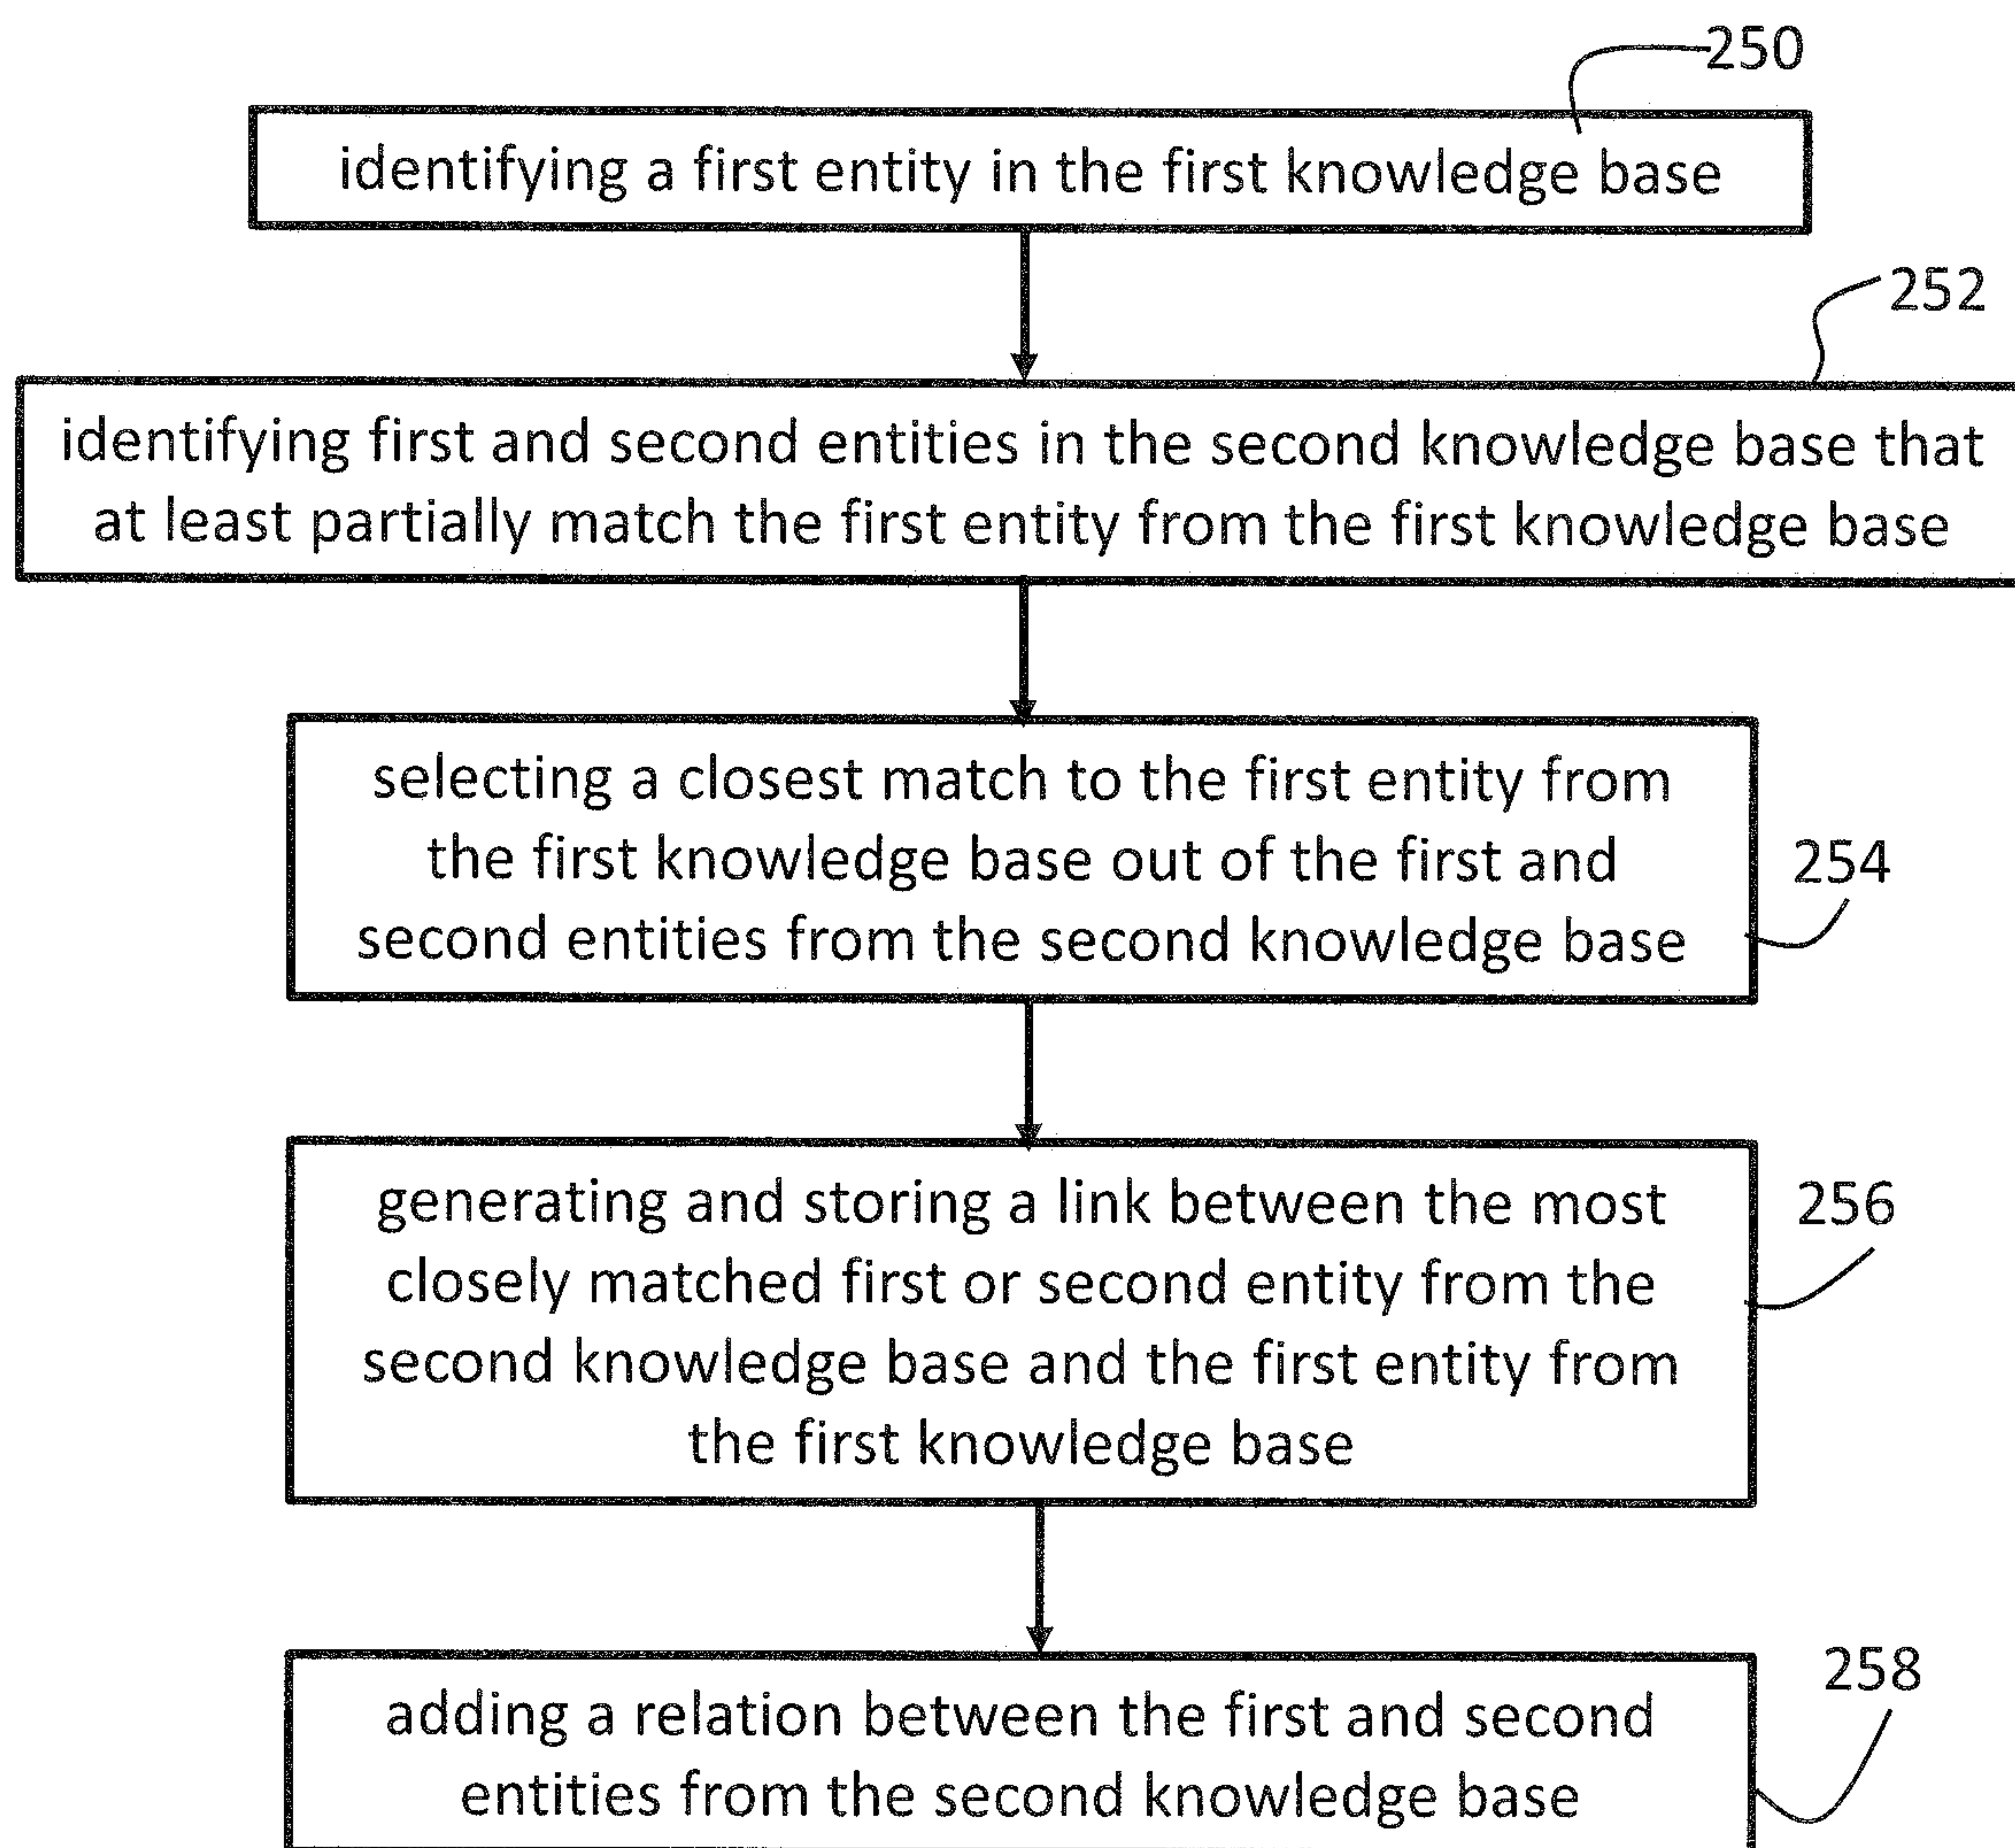 250
identifying a first entity in the first knowledge base
252
identifying first and second entities in the second knowledge base that
at least partially match the first entity from the first knowledge base
selecting a closest match to the first entity from
the first knowledge base out of the first and
second entities from the second knowledge base
254
generating and storing a link between the most
closely matched first or second entity from the
second knowledge base and the first entity from
the first knowledge base
256
adding a relation between the first and second
entities from the second knowledge base
258